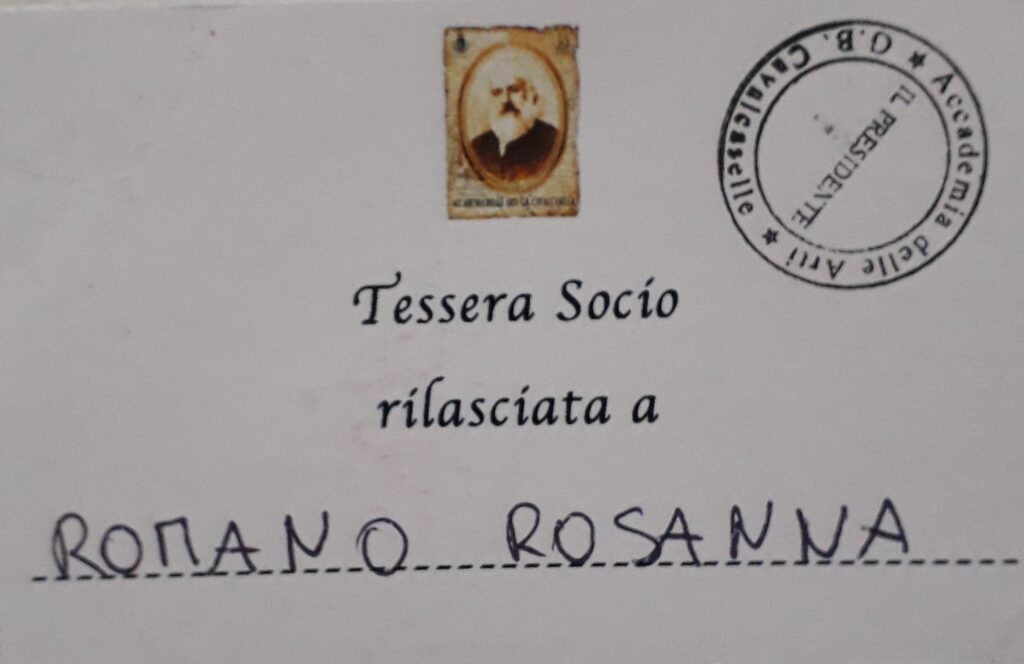 Accademia delle Arti ★ G.B. Cavalcaselle ★
IL PRESIDENTE
Tessera Socio
rilasciata a
ROMANO ROSANNA